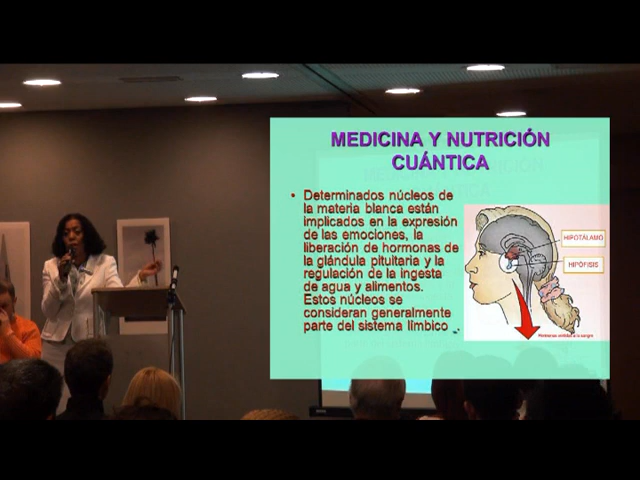 MEDICINA Y NUTRICIÓN
CUÁNTICA
• Determinados núcleos de
la materia blanca están
implicados en la expresión
de las emociones, la
liberación de hormonas de
la glándula pituitaria y la
regulación de la ingesta
de agua y alimentos.
Estos núcleos se
consideran generalmente
parte del sistema límbico
HIPOTÁLAMO
HIPÓFISIS